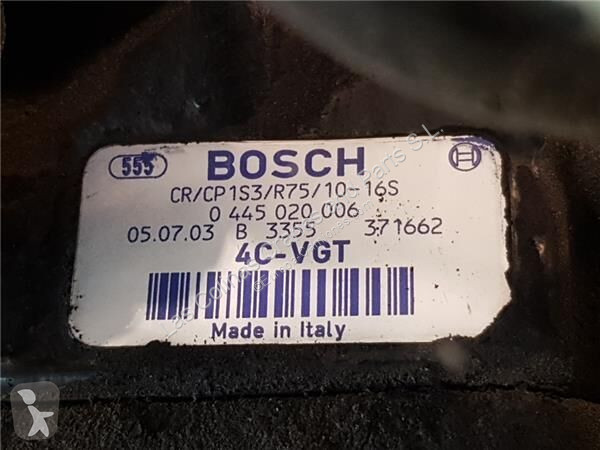 555 BOSCH
CR/CP1S3/R75/10-16S
0 445 020 006
05.07.03 B 3355 371662
4C-VGT
Made in Italy